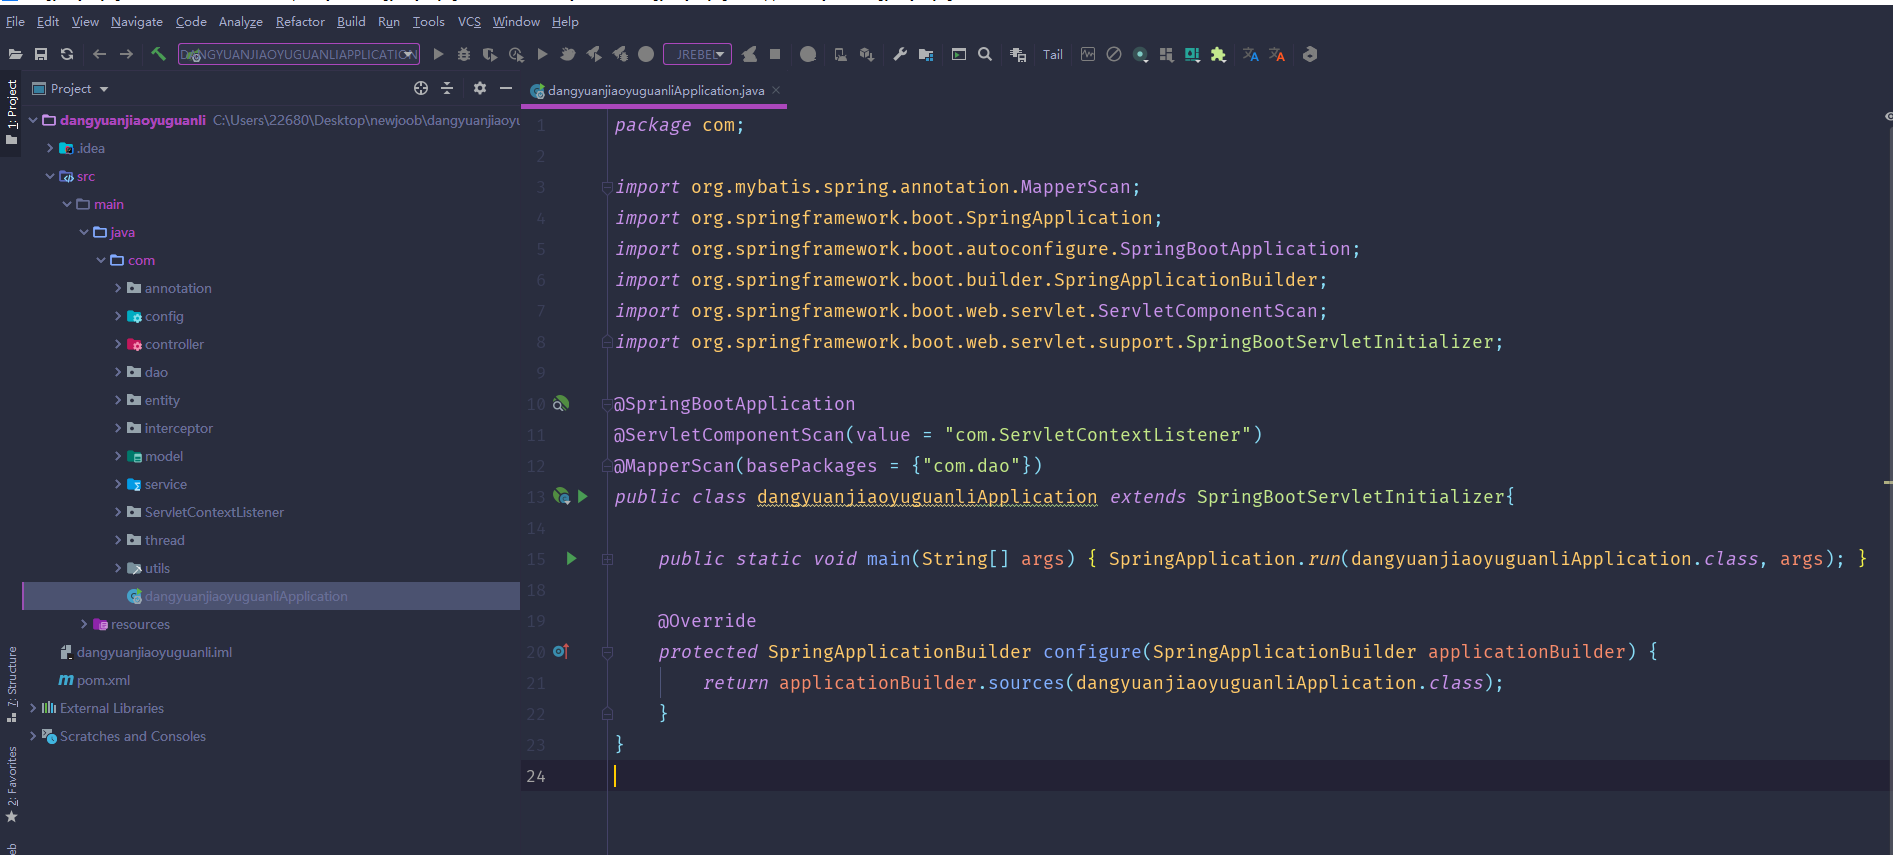 File Edit View Navigate Code Analyze Refactor Build Run Tools VCS Window Help
DANGYUANJIAOYUGUANLIAPPLICATION JREBEL Tail
1: Project
Project
dangyuanjiaoyuguanliApplication.java
dangyuanjiaoyuguanli C:\Users\22680\Desktop\newjoob\dangyuanjiaoyu
.idea
src
main
java
com
annotation
config
controller
dao
entity
interceptor
model
service
ServletContextListener
thread
utils
dangyuanjiaoyuguanliApplication
resources
dangyuanjiaoyuguanli.iml
pom.xml
External Libraries
Scratches and Consoles
7: Structure
2: Favorites
1 package com;
2
3 import org.mybatis.spring.annotation.MapperScan;
4 import org.springframework.boot.SpringApplication;
5 import org.springframework.boot.autoconfigure.SpringBootApplication;
6 import org.springframework.boot.builder.SpringApplicationBuilder;
7 import org.springframework.boot.web.servlet.ServletComponentScan;
8 import org.springframework.boot.web.servlet.support.SpringBootServletInitializer;
9
10 @SpringBootApplication
11 @ServletComponentScan(value = "com.ServletContextListener")
12 @MapperScan(basePackages = {"com.dao"})
13 public class dangyuanjiaoyuguanliApplication extends SpringBootServletInitializer{
14
15 public static void main(String[] args) { SpringApplication.run(dangyuanjiaoyuguanliApplication.class, args); }
18
19 @Override
20 protected SpringApplicationBuilder configure(SpringApplicationBuilder applicationBuilder) {
21 return applicationBuilder.sources(dangyuanjiaoyuguanliApplication.class);
22 }
23 }
24